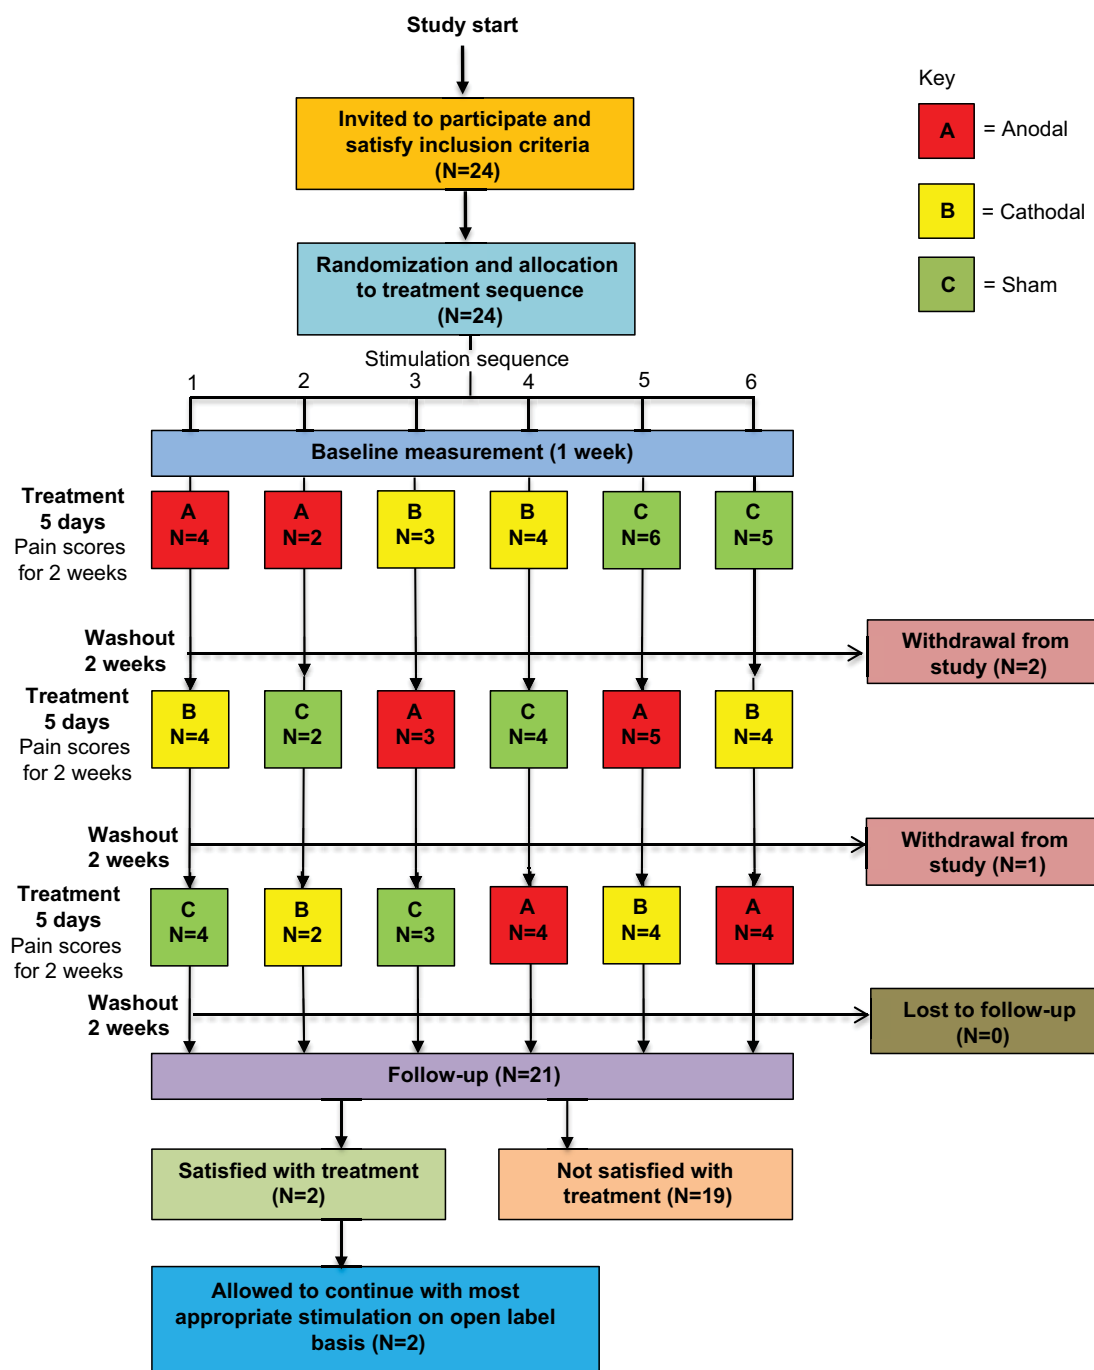 Study start
Key
Invited to participate and
satisfy inclusion criteria
(N=24)
A
= Anodal
B
= Cathodal
C
= Sham
Randomization and allocation
to treatment sequence
(N=24)
Stimulation sequence
1 2 3 4 5 6
Baseline measurement (1 week)
Treatment
5 days
Pain scores
for 2 weeks
A A B B C C
N=4 N=2 N=3 N=4 N=6 N=5
Washout
2 weeks
Withdrawal from
study (N=2)
Treatment
5 days
Pain scores
for 2 weeks
B C A C A B
N=4 N=2 N=3 N=4 N=5 N=4
Washout
2 weeks
Withdrawal from
study (N=1)
Treatment
5 days
Pain scores
for 2 weeks
C B C A B A
N=4 N=2 N=3 N=4 N=4 N=4
Washout
2 weeks
Lost to follow-up
(N=0)
Follow-up (N=21)
Satisfied with treatment
(N=2)
Not satisfied with
treatment (N=19)
Allowed to continue with most
appropriate stimulation on open label
basis (N=2)